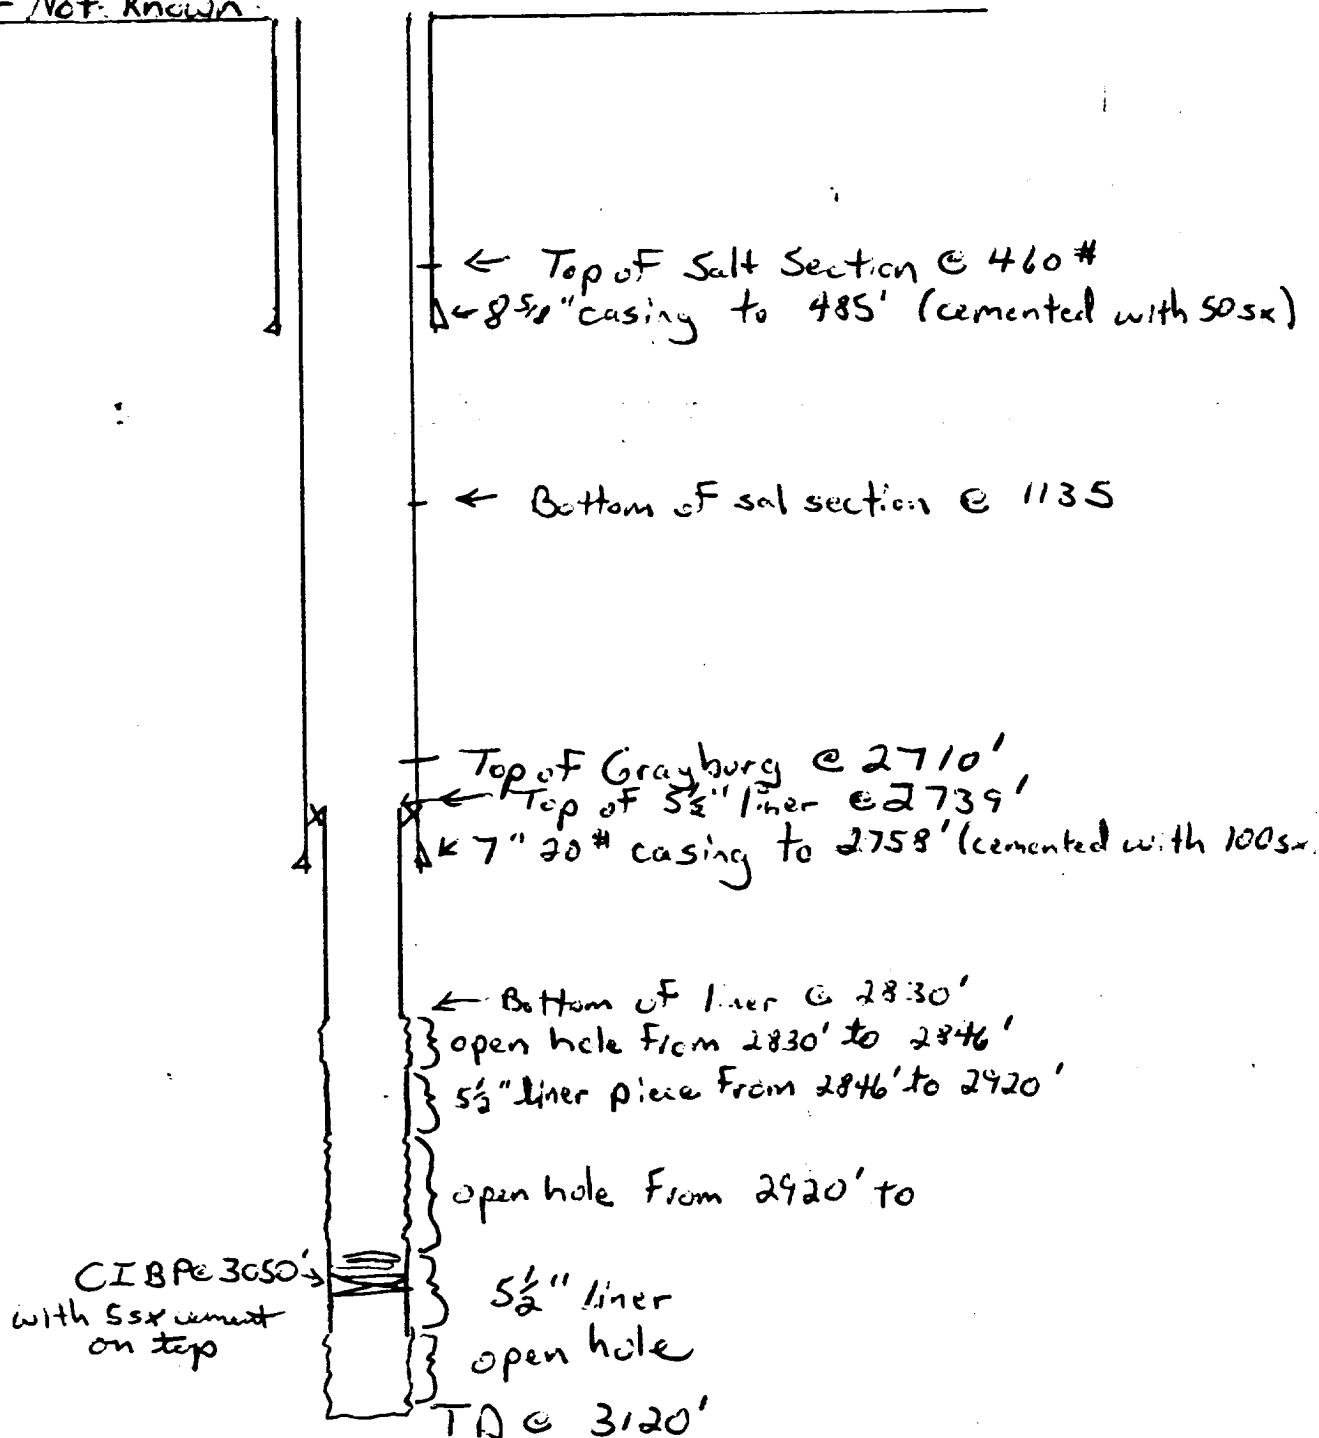 - Not Known
← Top of Salt Section @ 460#
← 8 5/8" casing to 485' (cemented with 50sx)
← Bottom of sal section @ 1135
Top of Grayburg @ 2710'
← Top of 5½" liner @ 2739'
← 7" 20# casing to 2758' (cemented with 100sx
← Bottom of liner @ 2830'
open hole From 2830' to 2846'
5½" liner piece From 2846' to 2920'
open hole From 2920' to
CIBP@ 3050'
with 5sx cement
on top
5½" liner
open hole
TD @ 3120'